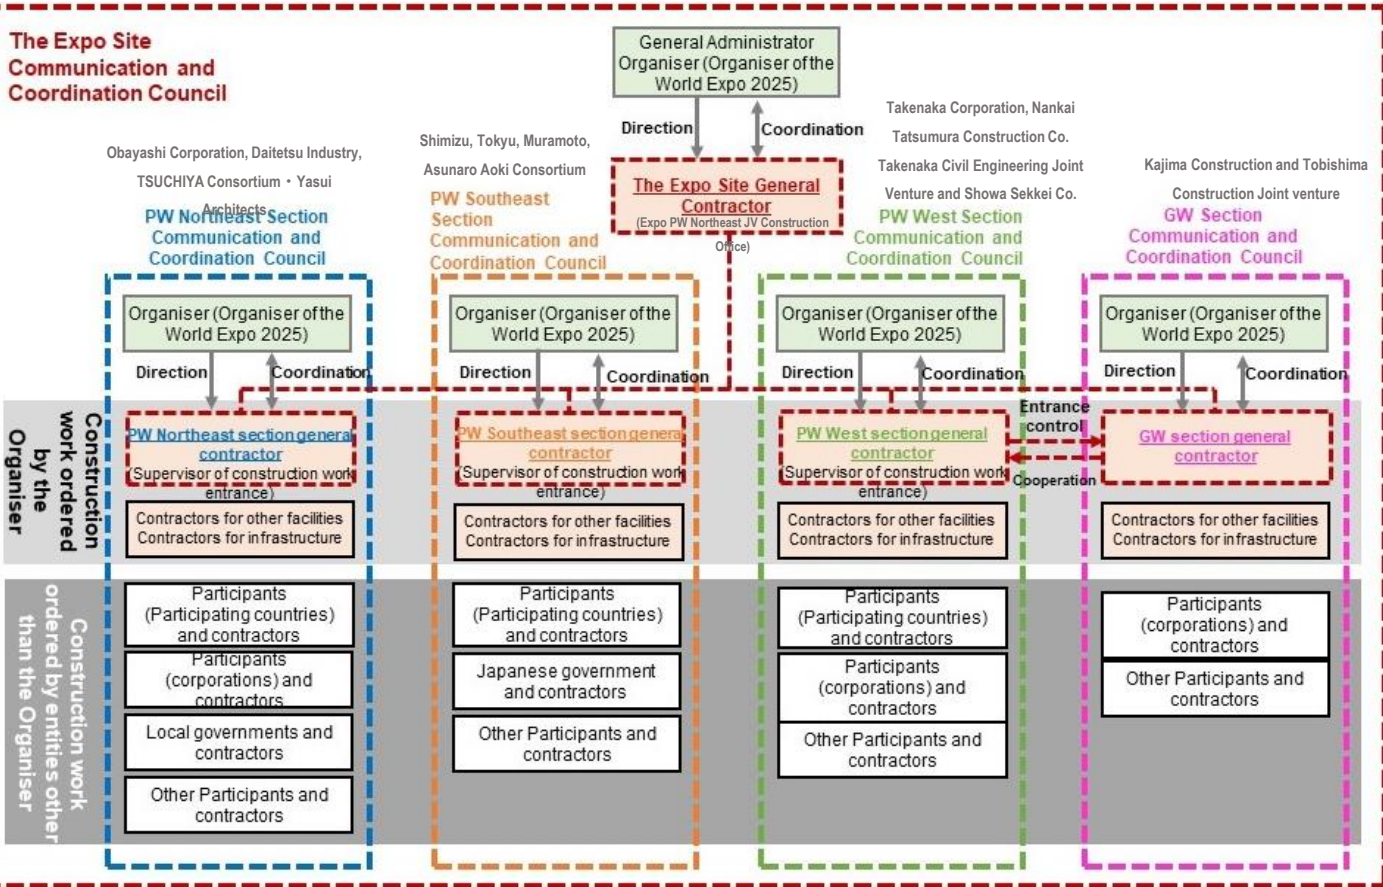 The Expo Site
Communication and
Coordination Council
General Administrator
Organiser (Organiser of the
World Expo 2025)
Direction
Coordination
The Expo Site General
Contractor
(Expo PW Northeast JV Construction
Office)
Obayashi Corporation, Daitetsu Industry,
TSUCHIYA Consortium・Yasui
Architects
PW Northeast Section
Communication and
Coordination Council
Shimizu, Tokyu, Muramoto,
Asunaro Aoki Consortium
PW Southeast
Section
Communication and
Coordination Council
Takenaka Corporation, Nankai
Tatsumura Construction Co.
Takenaka Civil Engineering Joint
Venture and Showa Sekkei Co.
PW West Section
Communication and
Coordination Council
Kajima Construction and Tobishima
Construction Joint venture
GW Section
Communication and
Coordination Council
Organiser (Organiser of the
World Expo 2025)
Direction
Coordination
Organiser (Organiser of the
World Expo 2025)
Direction
Coordination
Organiser (Organiser of the
World Expo 2025)
Direction
Coordination
Organiser (Organiser of the
World Expo 2025)
Direction
Coordination
Construction
work ordered
by the
Organiser
PW Northeast section general
contractor
(Supervisor of construction work
entrance)
Contractors for other facilities
Contractors for infrastructure
PW Southeast section general
contractor
(Supervisor of construction work
entrance)
Contractors for other facilities
Contractors for infrastructure
PW West section general
contractor
(Supervisor of construction work
entrance)
Contractors for other facilities
Contractors for infrastructure
Entrance
control
Cooperation
GW section general
contractor
Contractors for other facilities
Contractors for infrastructure
Construction work
ordered by entities other
than the Organiser
Participants
(Participating countries)
and contractors
Participants
(corporations) and
contractors
Local governments and
contractors
Other Participants and
contractors
Participants
(Participating countries)
and contractors
Japanese government
and contractors
Other Participants and
contractors
Participants
(Participating countries)
and contractors
Participants
(corporations) and
contractors
Other Participants and
contractors
Participants
(corporations) and
contractors
Other Participants and
contractors